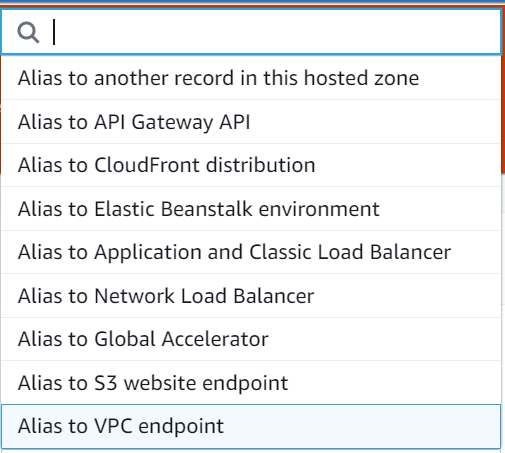 Alias to another record in this hosted zone
Alias to API Gateway API
Alias to CloudFront distribution
Alias to Elastic Beanstalk environment
Alias to Application and Classic Load Balancer
Alias to Network Load Balancer
Alias to Global Accelerator
Alias to S3 website endpoint
Alias to VPC endpoint